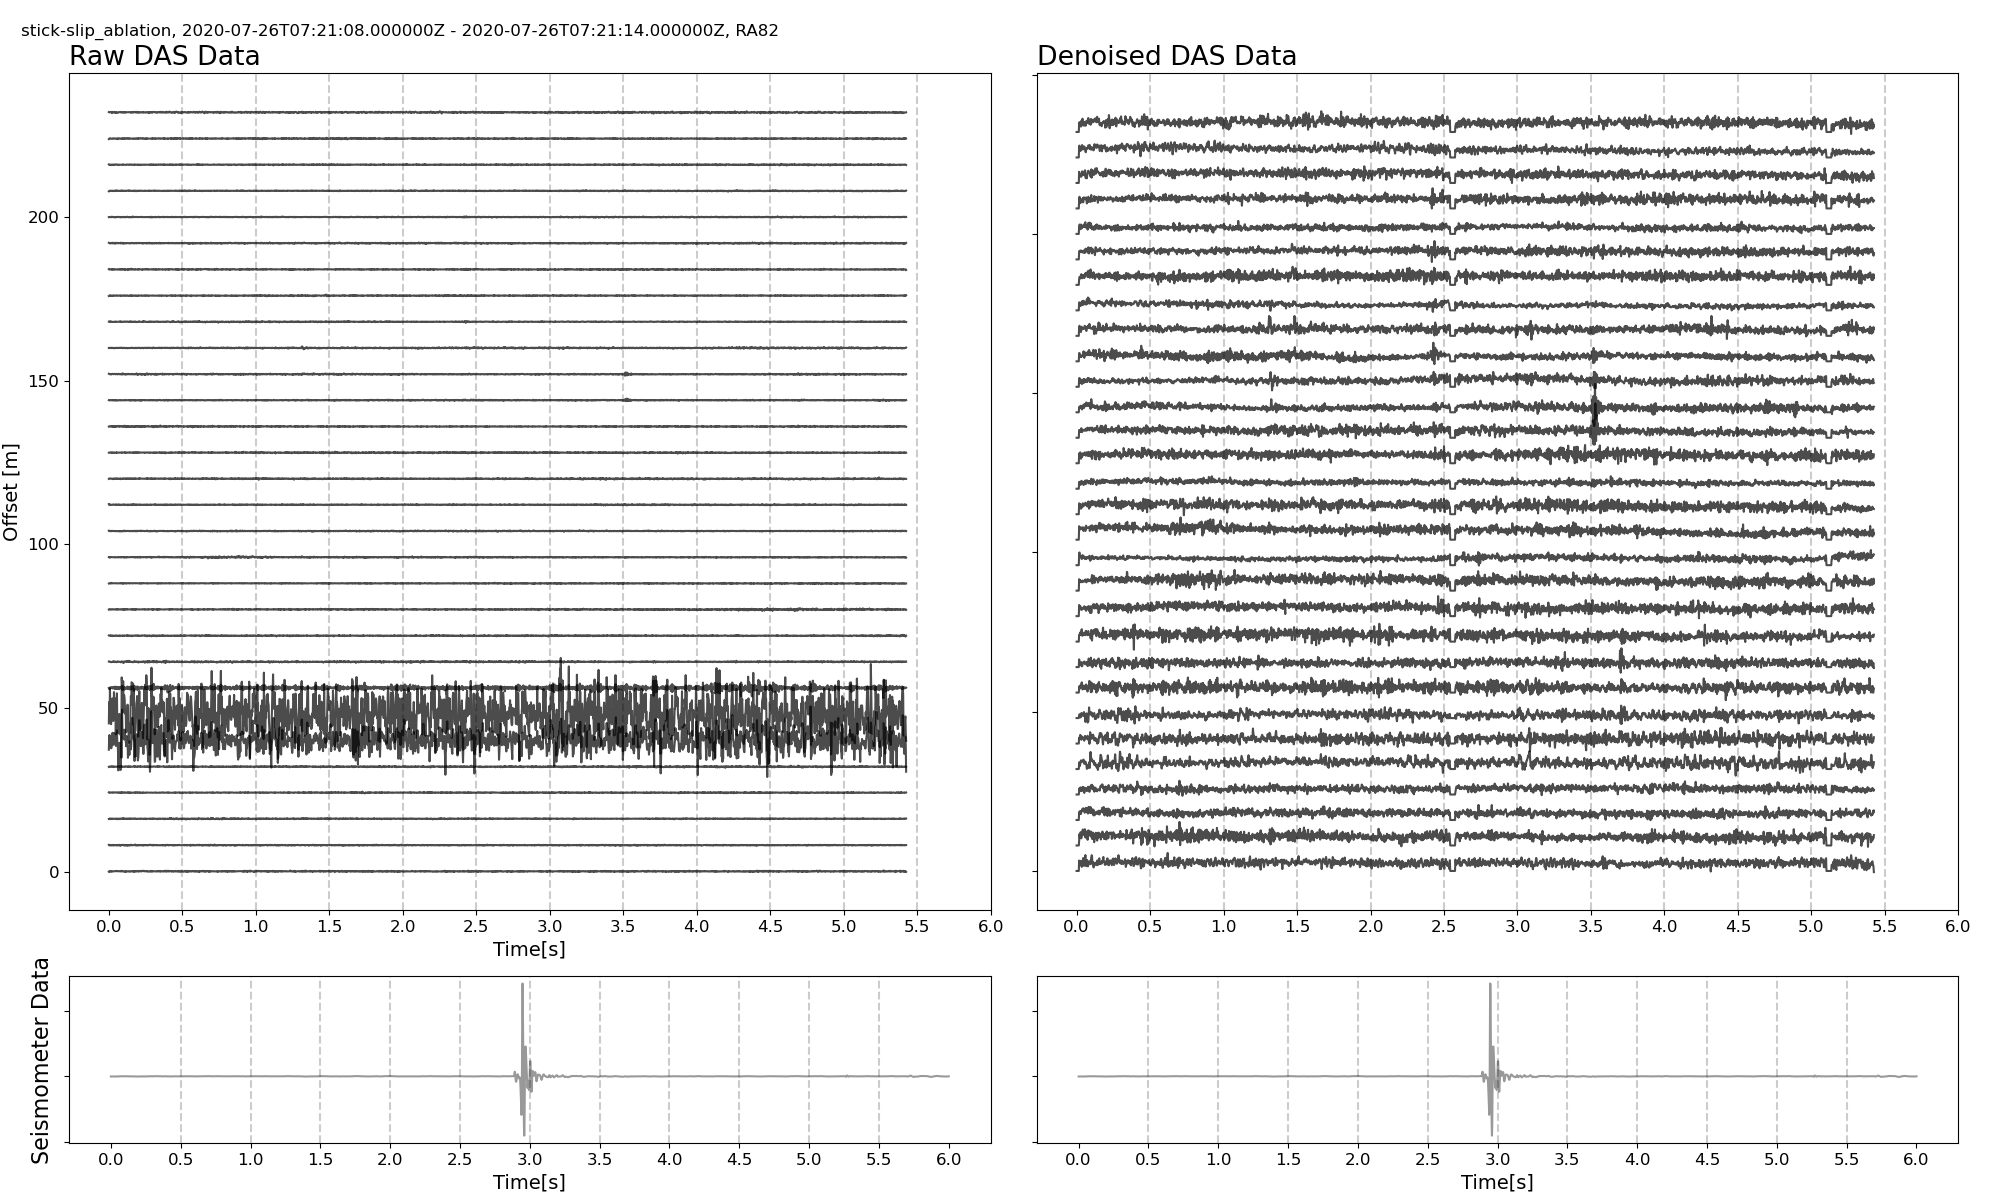 stick-slip_ablation, 2020-07-26T07:21:08.000000Z - 2020-07-26T07:21:14.000000Z, RA82
Raw DAS Data
Denoised DAS Data
Offset [m]
200
150
100
50
0
0.0 0.5 1.0 1.5 2.0 2.5 3.0 3.5 4.0 4.5 5.0 5.5 6.0
Time[s]
0.0 0.5 1.0 1.5 2.0 2.5 3.0 3.5 4.0 4.5 5.0 5.5 6.0
Seismometer Data
0.0 0.5 1.0 1.5 2.0 2.5 3.0 3.5 4.0 4.5 5.0 5.5 6.0
Time[s]
0.0 0.5 1.0 1.5 2.0 2.5 3.0 3.5 4.0 4.5 5.0 5.5 6.0
Time[s]